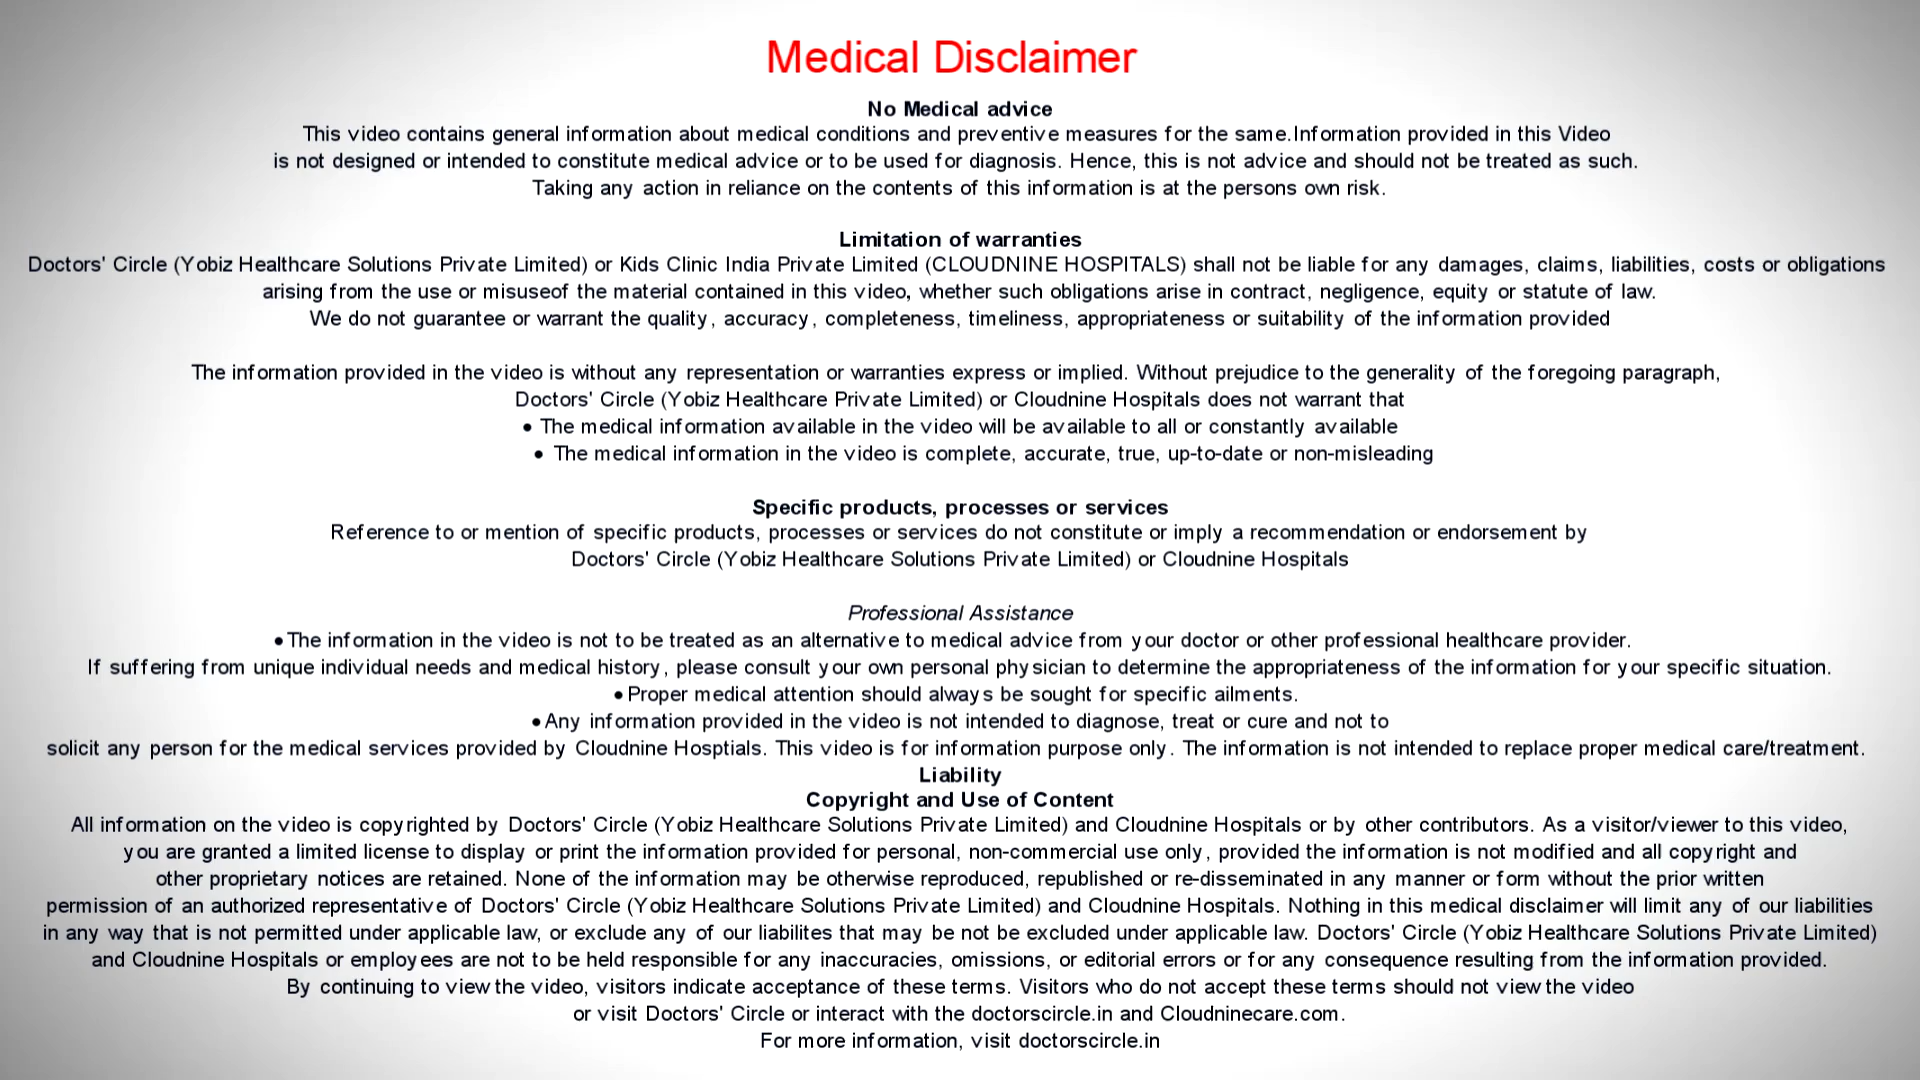 Medical Disclaimer
No Medical advice
This video contains general information about medical conditions and preventive measures for the same.Information provided in this Video
is not designed or intended to constitute medical advice or to be used for diagnosis. Hence, this is not advice and should not be treated as such.
Taking any action in reliance on the contents of this information is at the persons own risk.
Limitation of warranties
Doctors' Circle (Yobiz Healthcare Solutions Private Limited) or Kids Clinic India Private Limited (CLOUDNINE HOSPITALS) shall not be liable for any damages, claims, liabilities, costs or obligations
arising from the use or misuseof the material contained in this video, whether such obligations arise in contract, negligence, equity or statute of law.
We do not guarantee or warrant the quality, accuracy, completeness, timeliness, appropriateness or suitability of the information provided
The information provided in the video is without any representation or warranties express or implied. Without prejudice to the generality of the foregoing paragraph,
Doctors' Circle (Yobiz Healthcare Private Limited) or Cloudnine Hospitals does not warrant that
• The medical information available in the video will be available to all or constantly available
• The medical information in the video is complete, accurate, true, up-to-date or non-misleading
Specific products, processes or services
Reference to or mention of specific products, processes or services do not constitute or imply a recommendation or endorsement by
Doctors' Circle (Yobiz Healthcare Solutions Private Limited) or Cloudnine Hospitals
Professional Assistance
• The information in the video is not to be treated as an alternative to medical advice from your doctor or other professional healthcare provider.
If suffering from unique individual needs and medical history, please consult your own personal physician to determine the appropriateness of the information for your specific situation.
• Proper medical attention should always be sought for specific ailments.
• Any information provided in the video is not intended to diagnose, treat or cure and not to
solicit any person for the medical services provided by Cloudnine Hosptials. This video is for information purpose only. The information is not intended to replace proper medical care/treatment.
Liability
Copyright and Use of Content
All information on the video is copyrighted by Doctors' Circle (Yobiz Healthcare Solutions Private Limited) and Cloudnine Hospitals or by other contributors. As a visitor/viewer to this video,
you are granted a limited license to display or print the information provided for personal, non-commercial use only, provided the information is not modified and all copyright and
other proprietary notices are retained. None of the information may be otherwise reproduced, republished or re-disseminated in any manner or form without the prior written
permission of an authorized representative of Doctors' Circle (Yobiz Healthcare Solutions Private Limited) and Cloudnine Hospitals. Nothing in this medical disclaimer will limit any of our liabilities
in any way that is not permitted under applicable law, or exclude any of our liabilites that may be not be excluded under applicable law. Doctors' Circle (Yobiz Healthcare Solutions Private Limited)
and Cloudnine Hospitals or employees are not to be held responsible for any inaccuracies, omissions, or editorial errors or for any consequence resulting from the information provided.
By continuing to view the video, visitors indicate acceptance of these terms. Visitors who do not accept these terms should not view the video
or visit Doctors' Circle or interact with the doctorscircle.in and Cloudninecare.com.
For more information, visit doctorscircle.in